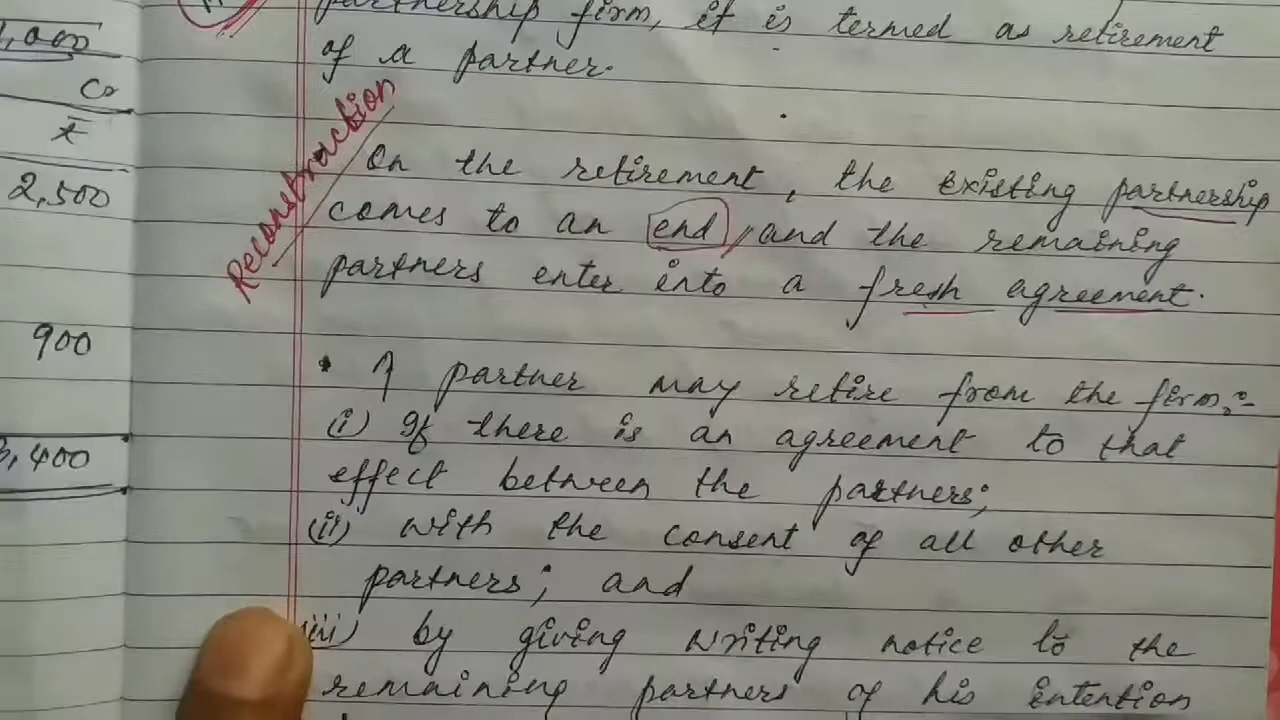 partnership firm, it is termed as retirement
of a partner.
Reconstruction
On the retirement, the existing partnership
comes to an end, and the remaining
partners enter into a fresh agreement.
• A partner may retire from the firm:-
(i) If there is an agreement to that
effect between the partners;
(ii) with the consent of all other
partners; and
(iii) by giving writing notice to the
remaining partners of his intention
,000
Co
₹
2,500
900
3,400